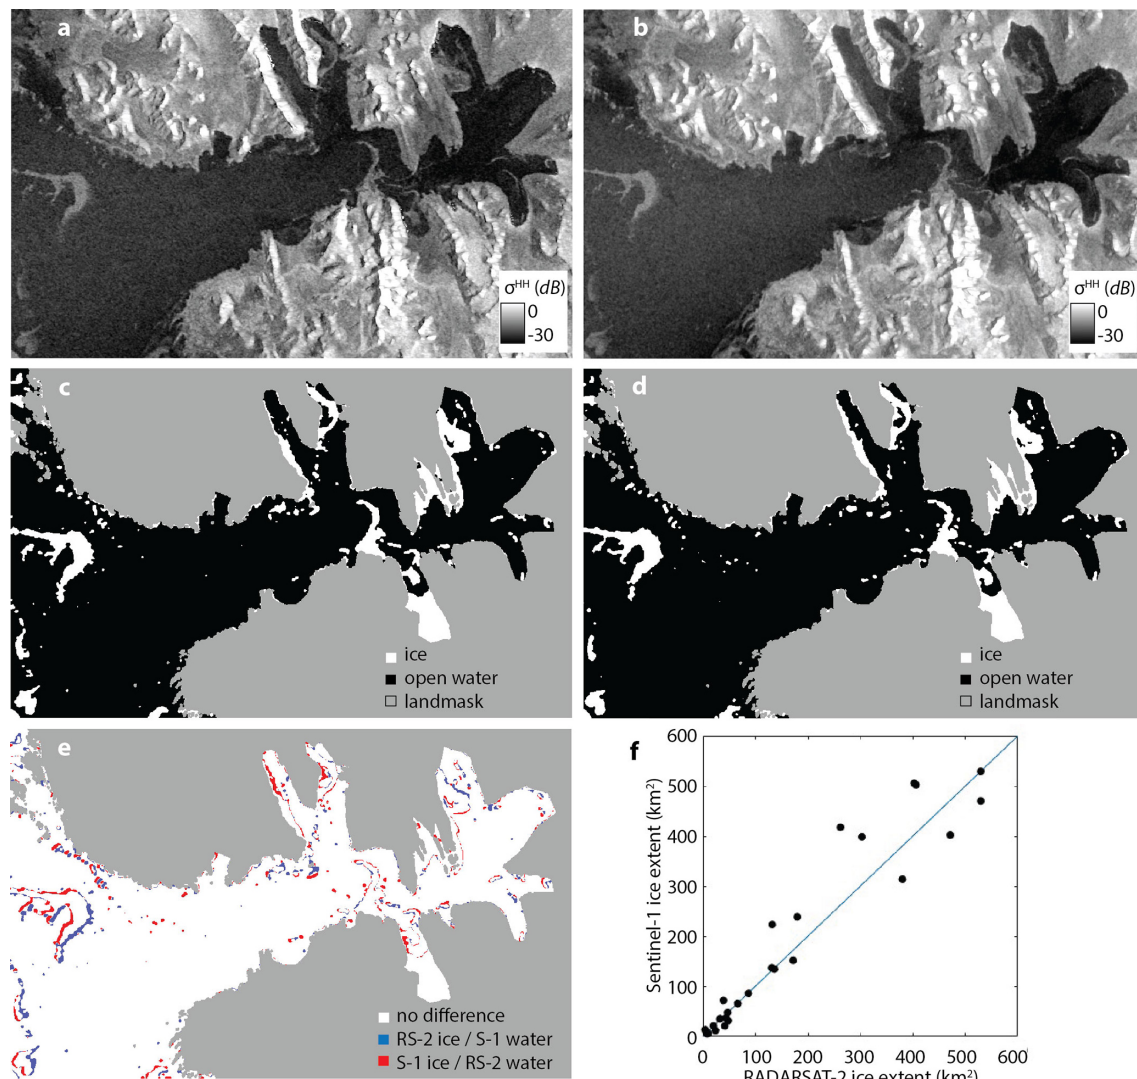 a
σHH (dB)
0
-30
b
σHH (dB)
0
-30
c
ice
open water
landmask
d
ice
open water
landmask
e
no difference
RS-2 ice / S-1 water
S-1 ice / RS-2 water
f
Sentinel-1 ice extent (km²)
600
500
400
300
200
100
0
0 100 200 300 400 500 600
RADARSAT-2 ice extent (km²)